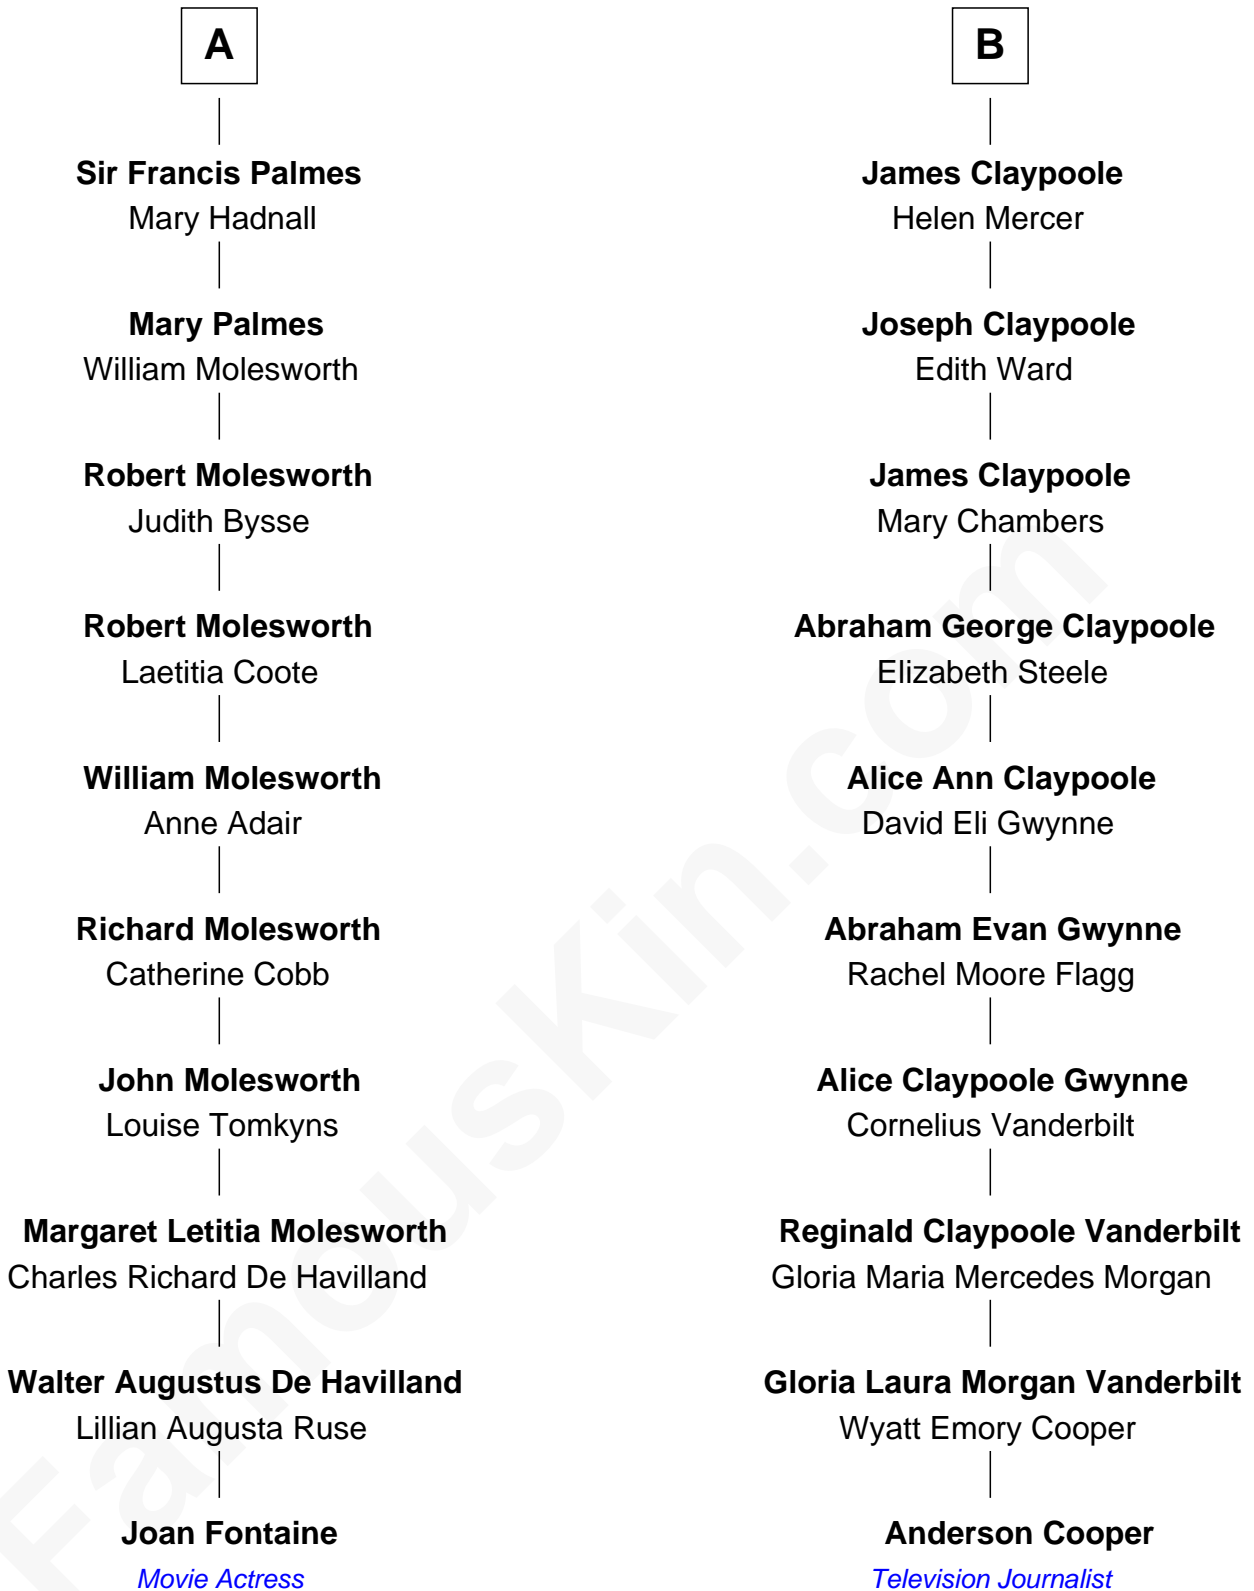 A
Sir Francis Palmes
Mary Hadnall
Mary Palmes
William Molesworth
Robert Molesworth
Judith Bysse
Robert Molesworth
Laetitia Coote
William Molesworth
Anne Adair
Richard Molesworth
Catherine Cobb
John Molesworth
Louise Tomkyns
Margaret Letitia Molesworth
Charles Richard De Havilland
Walter Augustus De Havilland
Lillian Augusta Ruse
Joan Fontaine
Movie Actress
B
James Claypoole
Helen Mercer
Joseph Claypoole
Edith Ward
James Claypoole
Mary Chambers
Abraham George Claypoole
Elizabeth Steele
Alice Ann Claypoole
David Eli Gwynne
Abraham Evan Gwynne
Rachel Moore Flagg
Alice Claypoole Gwynne
Cornelius Vanderbilt
Reginald Claypoole Vanderbilt
Gloria Maria Mercedes Morgan
Gloria Laura Morgan Vanderbilt
Wyatt Emory Cooper
Anderson Cooper
Television Journalist
FamousKin.com